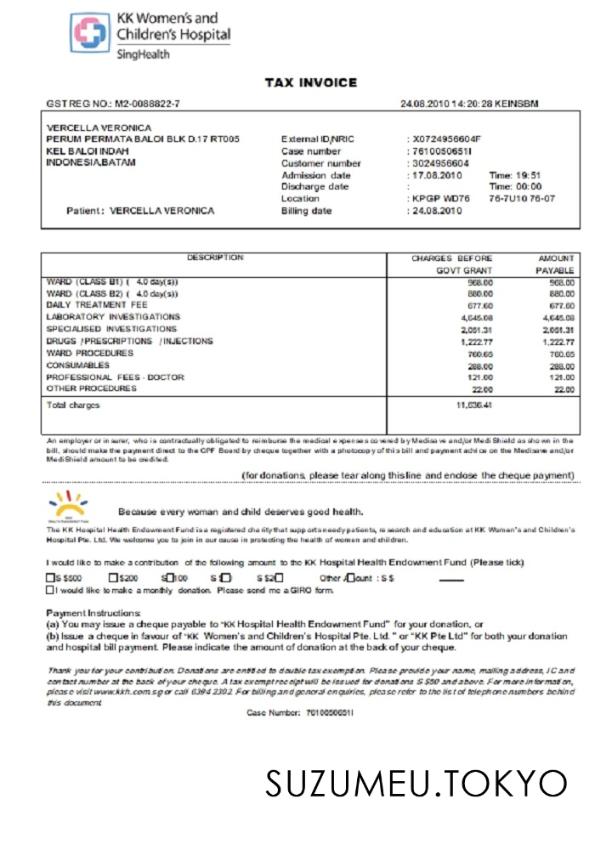 KK Women's and
Children's Hospital
SingHealth
TAX INVOICE
GST REG NO.: M2-0088822-7 24.08.2010 14:20:28 KEINSBM
VERCELLA VERONICA
PERUM PERMATA BALOI BLK D.17 RT005 External ID/NRIC : X0724956604F
KEL BALOI INDAH Case number : 7610050651I
INDONESIA,BATAM Customer number : 3024956604
Admission date : 17.08.2010 Time: 19:51
Discharge date : Time: 00:00
Location : KPGP WD76 76-7U10 76-07
Patient : VERCELLA VERONICA Billing date : 24.08.2010
DESCRIPTION CHARGES BEFORE AMOUNT
GOVT GRANT PAYABLE
WARD (CLASS B1) ( 4.0 day(s)) 968.00 968.00
WARD (CLASS B2) ( 4.0 day(s)) 880.00 880.00
DAILY TREATMENT FEE 677.60 677.60
LABORATORY INVESTIGATIONS 4,645.08 4,645.08
SPECIALISED INVESTIGATIONS 2,051.31 2,051.31
DRUGS /PRESCRIPTIONS /INJECTIONS 1,222.77 1,222.77
WARD PROCEDURES 760.65 760.65
CONSUMABLES 288.00 288.00
PROFESSIONAL FEES - DOCTOR 121.00 121.00
OTHER PROCEDURES 22.00 22.00
Total charges 11,636.41
An employer or insurer, who is contractually obligated to reimburse the medical expenses covered by Medisave and/or MediShield as shown in the
bill, should make the payment direct to the CPF Board by cheque together with a photocopy of this bill and payment advice on the Medisave and/or
MediShield amount to be credited.
(for donations, please tear along this line and enclose the cheque payment)
Because every woman and child deserves good health.
The KK Hospital Health Endowment Fund is a registered charity that supports needy patients, research and education at KK Women's and Children's
Hospital Pte. Ltd. We welcome you to join in our cause in protecting the health of women and children.
I would like to make a contribution of the following amount to the KK Hospital Health Endowment Fund (Please tick)
S $500 $200 S 100 S S $2 Other Amount : S $
I would like to make a monthly donation. Please send me a GIRO form.
Payment Instructions:
(a) You may issue a cheque payable to "KK Hospital Health Endowment Fund" for your donation, or
(b) Issue a cheque in favour of "KK Women's and Children's Hospital Pte. Ltd." or "KK Pte Ltd" for both your donation
and hospital bill payment. Please indicate the amount of donation at the back of your cheque.
Thank you for your contribution. Donations are entitled to double tax exemption. Please provide your name, mailing address, IC and
contact number at the back of your cheque. A tax exempt receipt will be issued for donations S $50 and above. For more information,
please visit www.kkh.com.sg or call 6394 2302. For billing and general enquiries, please refer to the list of telephone numbers behind
this document
Case Number: 7610050651I
SUZUMEU.TOKYO